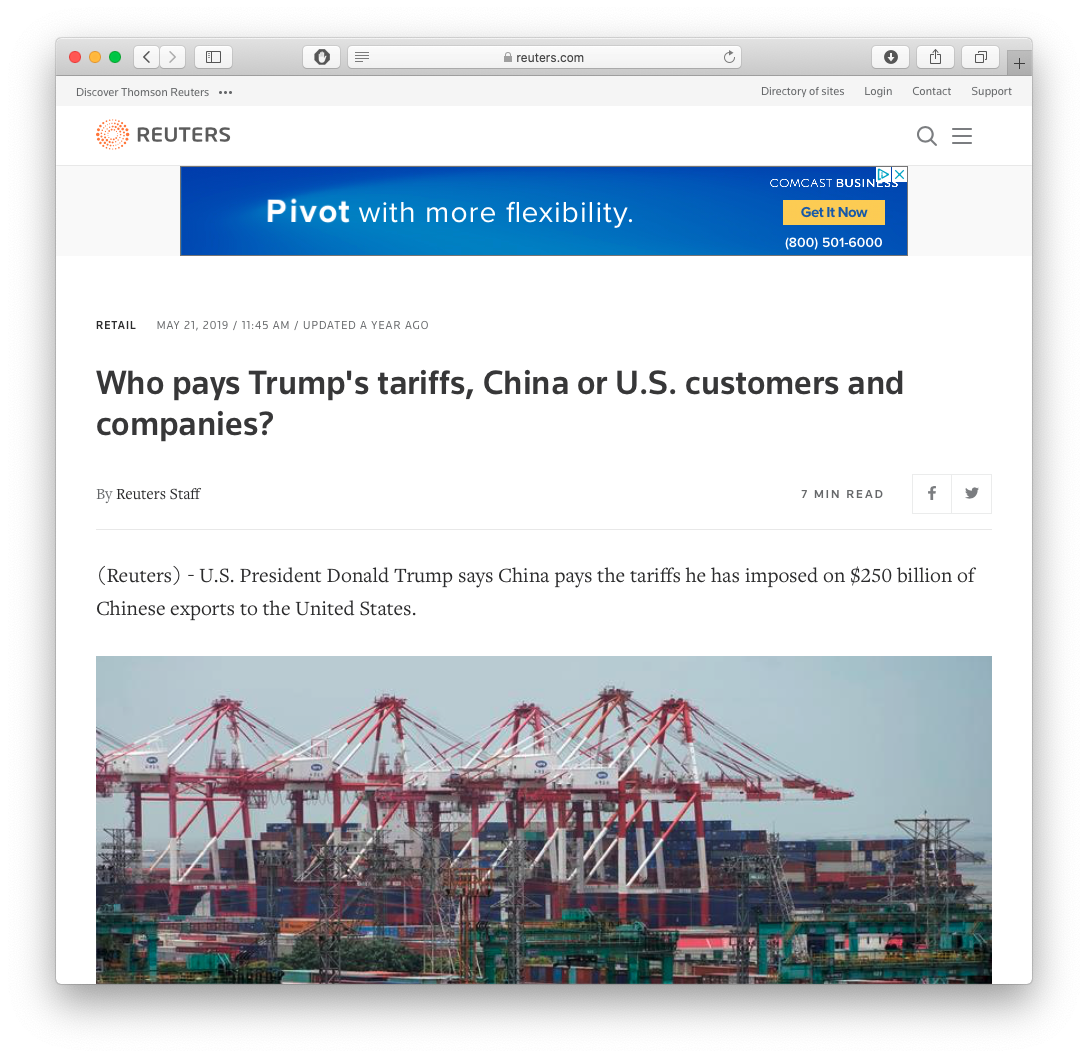 reuters.com
Discover Thomson Reuters •••
Directory of sites Login Contact Support
REUTERS
COMCAST BUSINESS
Pivot with more flexibility.
Get It Now
(800) 501-6000
RETAIL MAY 21, 2019 / 11:45 AM / UPDATED A YEAR AGO
Who pays Trump's tariffs, China or U.S. customers and
companies?
By Reuters Staff
7 MIN READ
(Reuters) - U.S. President Donald Trump says China pays the tariffs he has imposed on $250 billion of
Chinese exports to the United States.